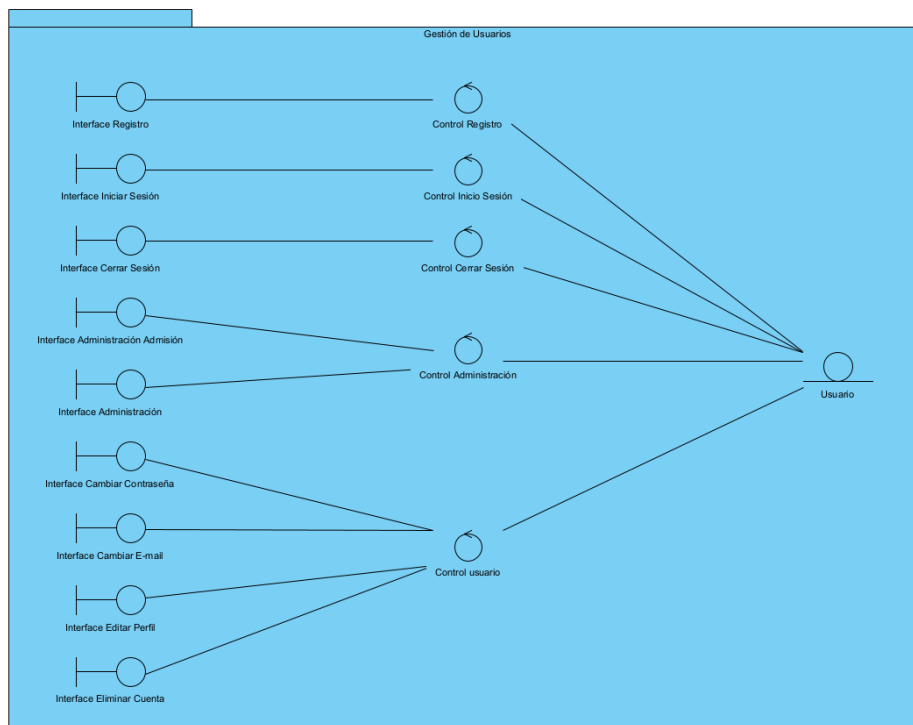 Gestión de Usuarios
Interface Registro
Control Registro
Interface Iniciar Sesión
Control Inicio Sesión
Interface Cerrar Sesión
Control Cerrar Sesión
Interface Administración Admisión
Control Administración
Interface Administración
Usuario
Interface Cambiar Contraseña
Interface Cambiar E-mail
Control usuario
Interface Editar Perfil
Interface Eliminar Cuenta